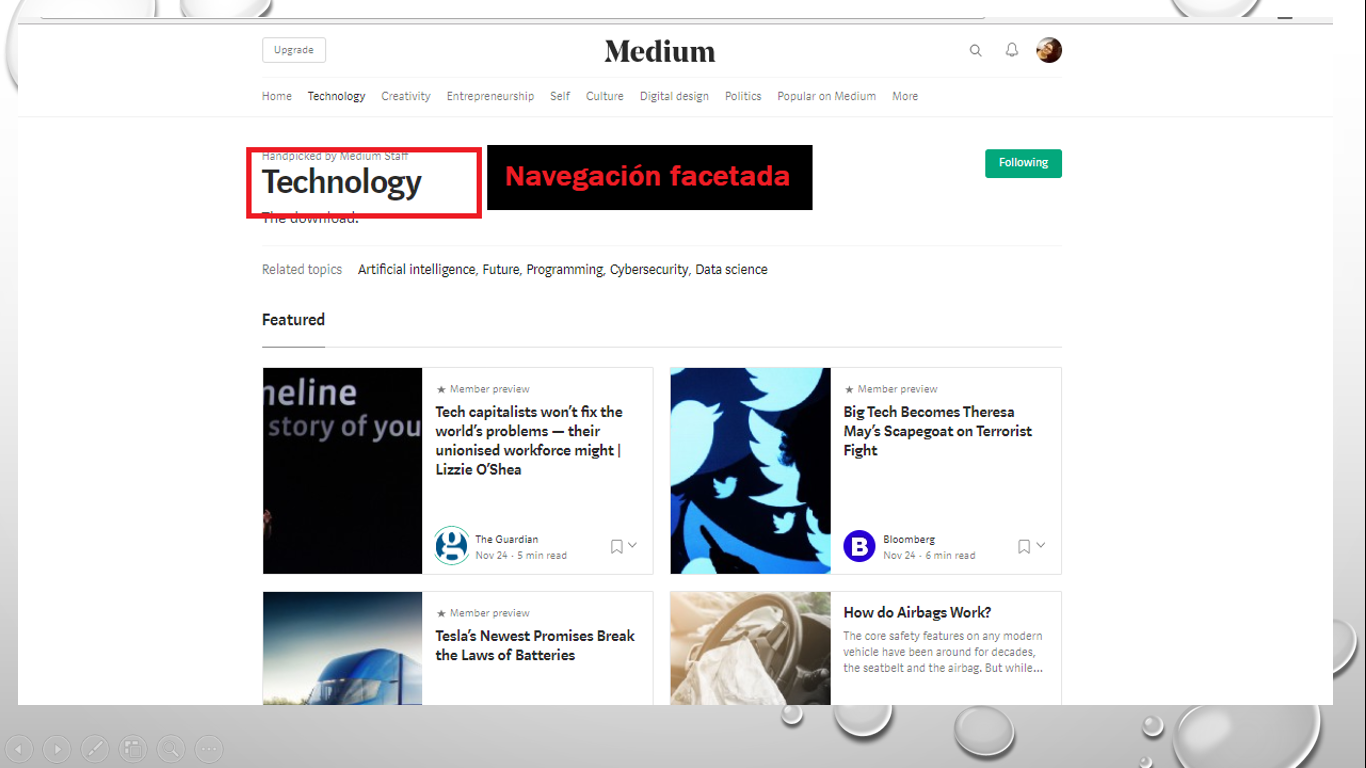 Upgrade
Medium
Home Technology Creativity Entrepreneurship Self Culture Digital design Politics Popular on Medium More
Handpicked by Medium Staff
Technology
Navegación facetada
Following
The download.
Related topics Artificial intelligence, Future, Programming, Cybersecurity, Data science
Featured
neline
story of you
★ Member preview
Tech capitalists won’t fix the
world’s problems — their
unionised workforce might |
Lizzie O’Shea
g
The Guardian
Nov 24 · 5 min read
★ Member preview
Big Tech Becomes Theresa
May’s Scapegoat on Terrorist
Fight
B
Bloomberg
Nov 24 · 6 min read
★ Member preview
Tesla’s Newest Promises Break
the Laws of Batteries
How do Airbags Work?
The core safety features on any modern
vehicle have been around for decades,
the seatbelt and the airbag. But while...